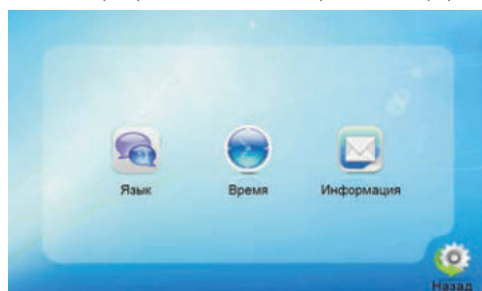 Язык Время Информация
Назад